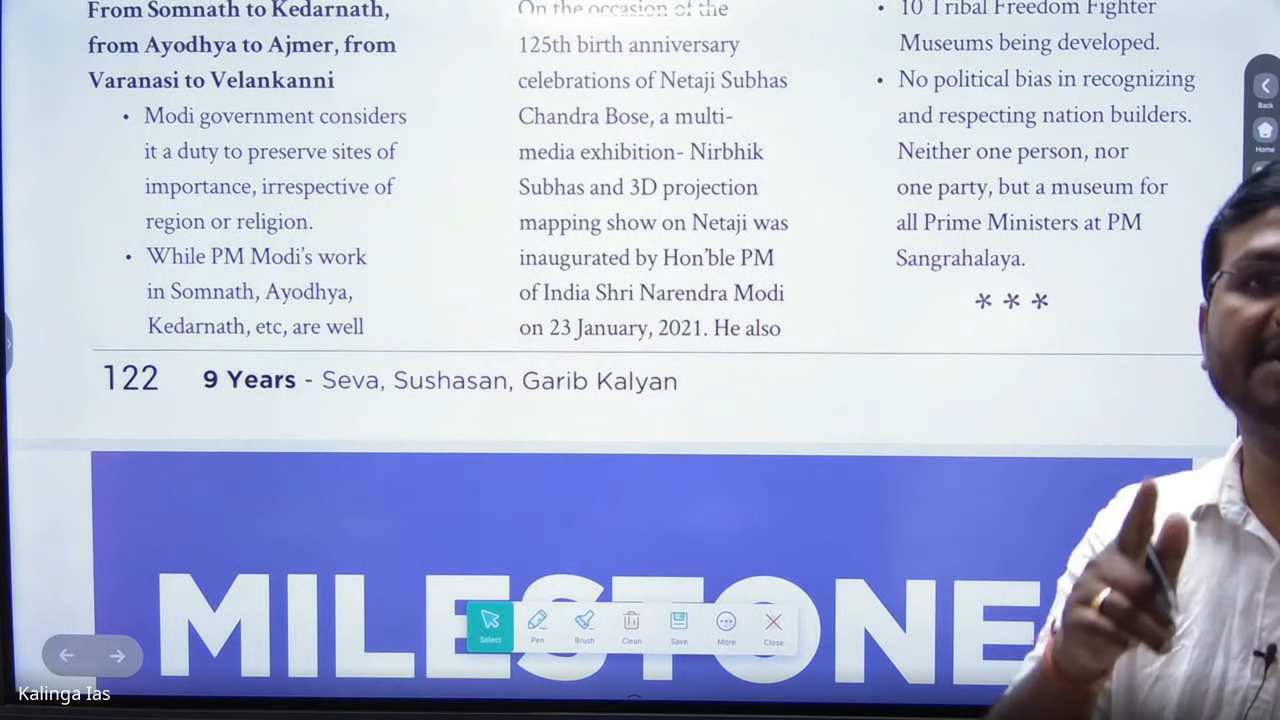 From Somnath to Kedarnath,
from Ayodhya to Ajmer, from
Varanasi to Velankanni
• Modi government considers
it a duty to preserve sites of
importance, irrespective of
region or religion.
• While PM Modi's work
in Somnath, Ayodhya,
Kedarnath, etc, are well
On the occasion of the
125th birth anniversary
celebrations of Netaji Subhas
Chandra Bose, a multi-
media exhibition- Nirbhik
Subhas and 3D projection
mapping show on Netaji was
inaugurated by Hon'ble PM
of India Shri Narendra Modi
on 23 January, 2021. He also
• 10 Tribal Freedom Fighter
Museums being developed.
• No political bias in recognizing
and respecting nation builders.
Neither one person, nor
one party, but a museum for
all Prime Ministers at PM
Sangrahalaya.
* * *
122 9 Years - Seva, Sushasan, Garib Kalyan
MILESTONE
Select Pen Brush Clean Save More Close
Back
Home
Kalinga Ias